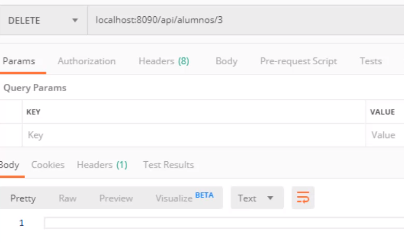 DELETE localhost:8090/api/alumnos/3
Params Authorization Headers (8) Body Pre-request Script Tests
Query Params
KEY VALUE
Key Value
Body Cookies Headers (1) Test Results
Pretty Raw Preview Visualize BETA Text
1